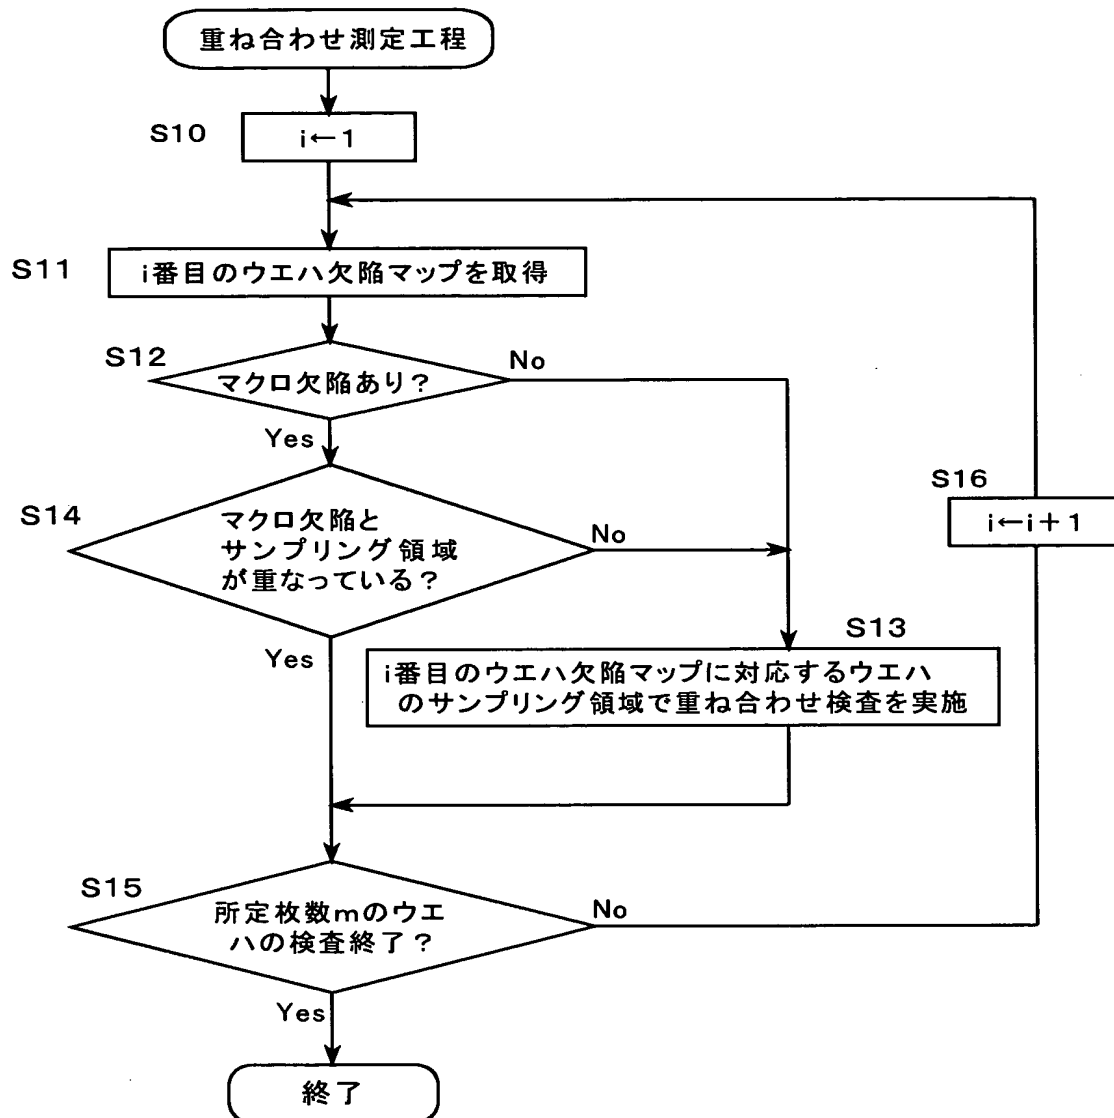 重ね合わせ測定工程
S10
i←1
S11
i番目のウエハ欠陥マップを取得
S12
マクロ欠陥あり?
No
Yes
S14
マクロ欠陥と
サンプリング領域
が重なっている?
No
Yes
S16
i←i+1
S13
i番目のウエハ欠陥マップに対応するウエハ
のサンプリング領域で重ね合わせ検査を実施
S15
所定枚数mのウエ
ハの検査終了?
No
Yes
終了